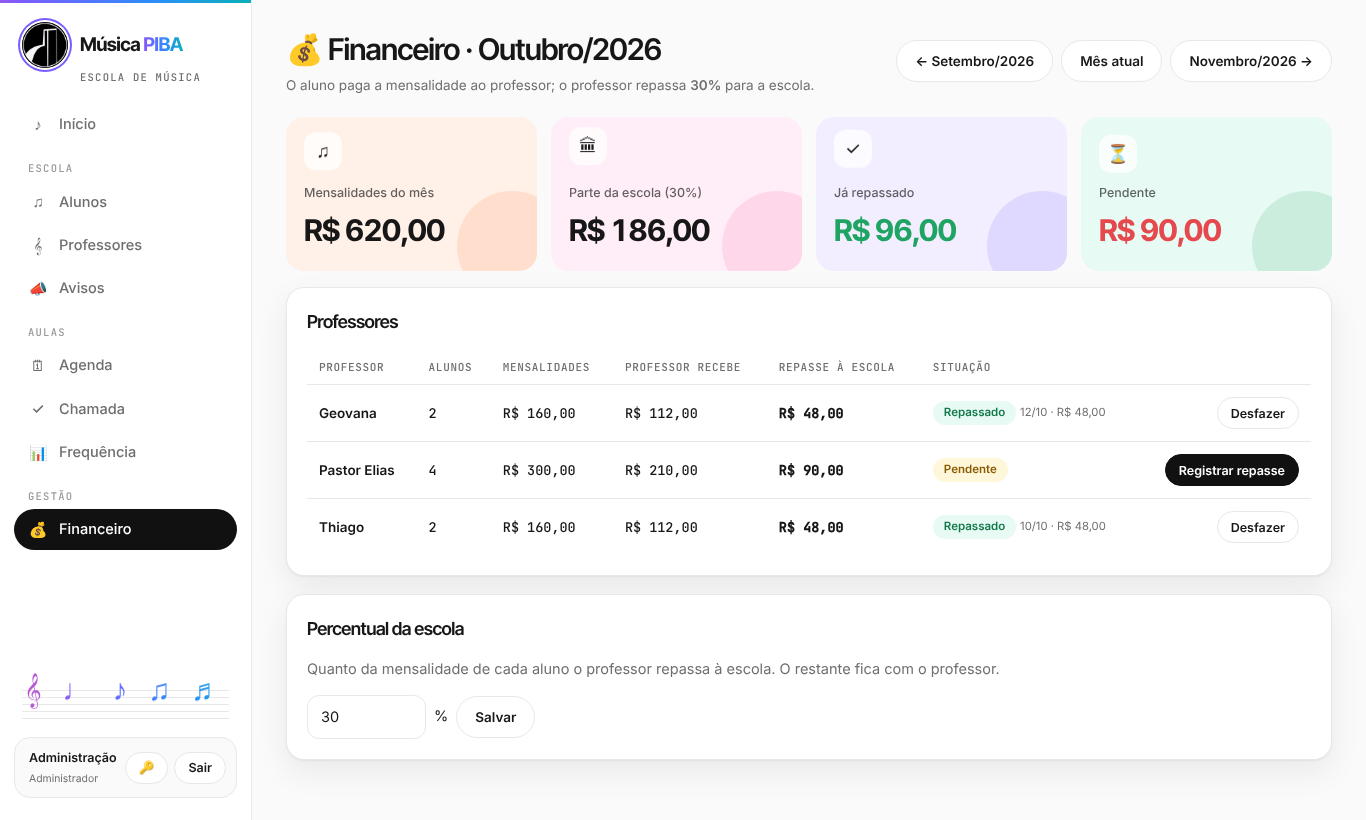 Música PIBA
ESCOLA DE MÚSICA
Início
ESCOLA
Alunos
Professores
Avisos
AULAS
Agenda
Chamada
Frequência
GESTÃO
Financeiro
Administração
Administrador
Sair
Financeiro · Outubro/2026
O aluno paga a mensalidade ao professor; o professor repassa 30% para a escola.
← Setembro/2026
Mês atual
Novembro/2026 →
Mensalidades do mês
R$ 620,00
Parte da escola (30%)
R$ 186,00
Já repassado
R$ 96,00
Pendente
R$ 90,00
Professores
PROFESSOR ALUNOS MENSALIDADES PROFESSOR RECEBE REPASSE À ESCOLA SITUAÇÃO
Geovana 2 R$ 160,00 R$ 112,00 R$ 48,00 Repassado 12/10 · R$ 48,00 Desfazer
Pastor Elias 4 R$ 300,00 R$ 210,00 R$ 90,00 Pendente Registrar repasse
Thiago 2 R$ 160,00 R$ 112,00 R$ 48,00 Repassado 10/10 · R$ 48,00 Desfazer
Percentual da escola
Quanto da mensalidade de cada aluno o professor repassa à escola. O restante fica com o professor.
30 % Salvar